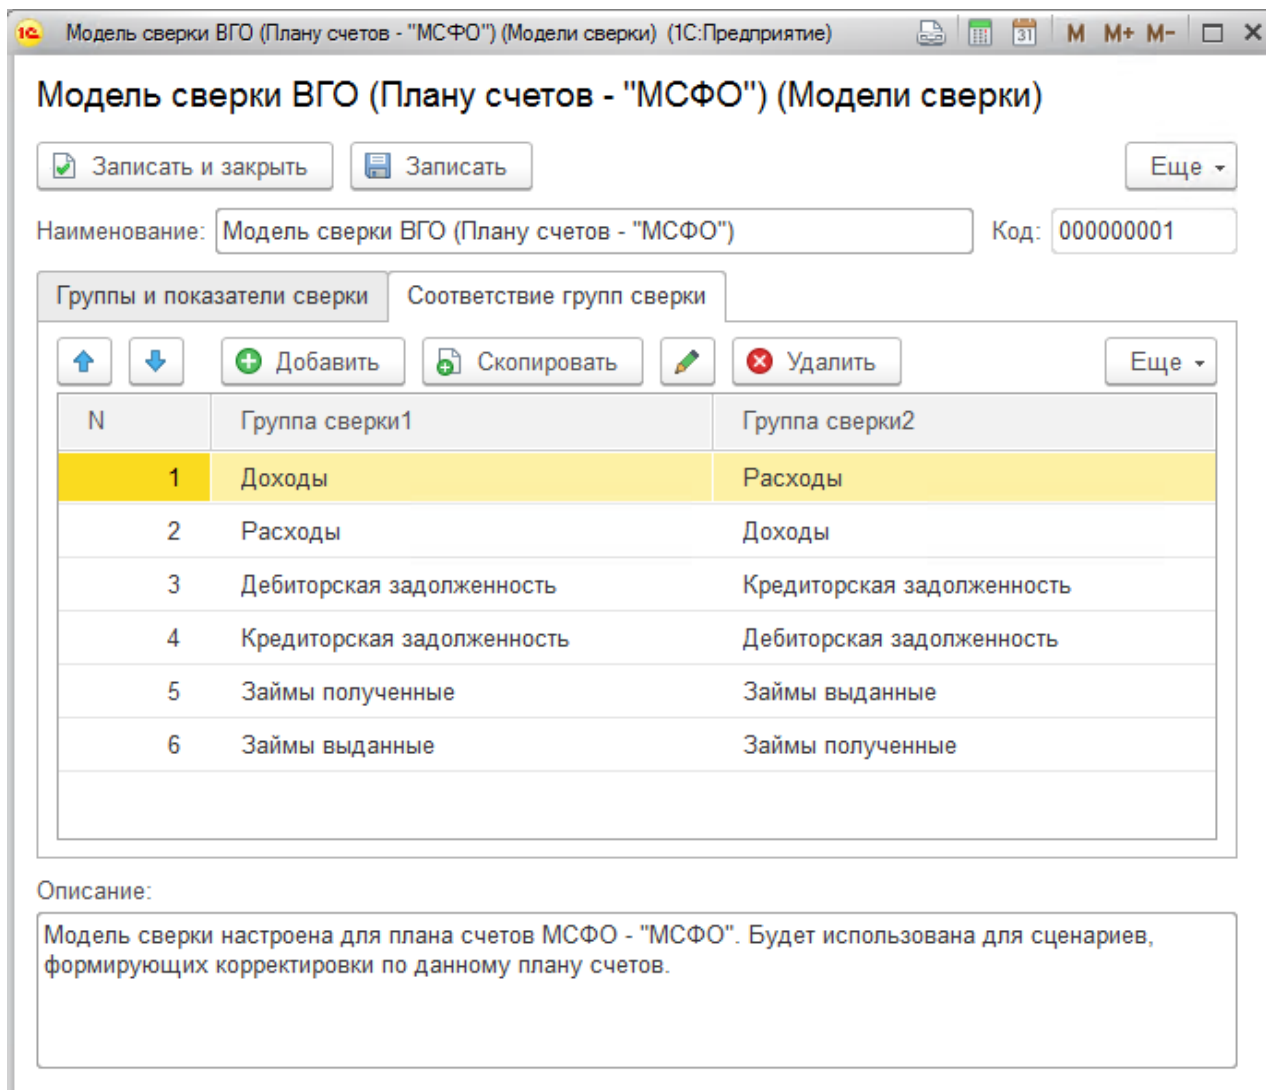 1С Модель сверки ВГО (Плану счетов - "МСФО") (Модели сверки) (1С:Предприятие) 31 M M+ M-
Модель сверки ВГО (Плану счетов - "МСФО") (Модели сверки)
Записать и закрыть Записать Еще
Наименование: Модель сверки ВГО (Плану счетов - "МСФО") Код: 000000001
Группы и показатели сверки Соответствие групп сверки
Добавить Скопировать Удалить Еще
N Группа сверки1 Группа сверки2
1 Доходы Расходы
2 Расходы Доходы
3 Дебиторская задолженность Кредиторская задолженность
4 Кредиторская задолженность Дебиторская задолженность
5 Займы полученные Займы выданные
6 Займы выданные Займы полученные
Описание:
Модель сверки настроена для плана счетов МСФО - "МСФО". Будет использована для сценариев,
формирующих корректировки по данному плану счетов.